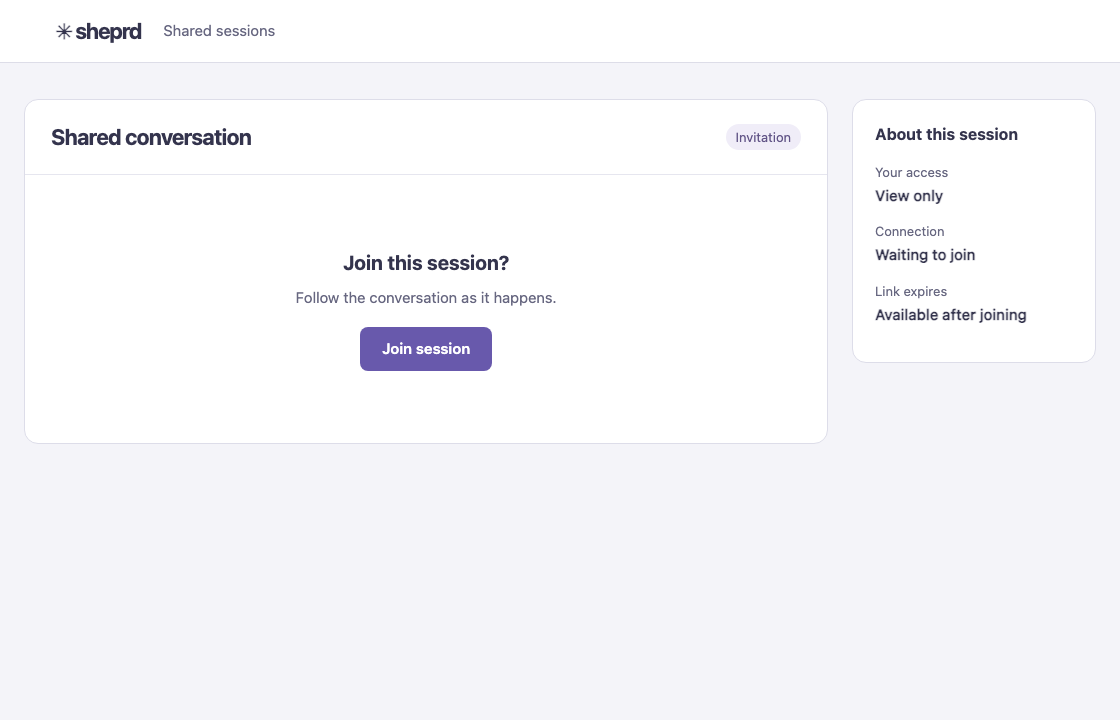 sheprd
Shared sessions
Shared conversation
Invitation
Join this session?
Follow the conversation as it happens.
Join session
About this session
Your access
View only
Connection
Waiting to join
Link expires
Available after joining